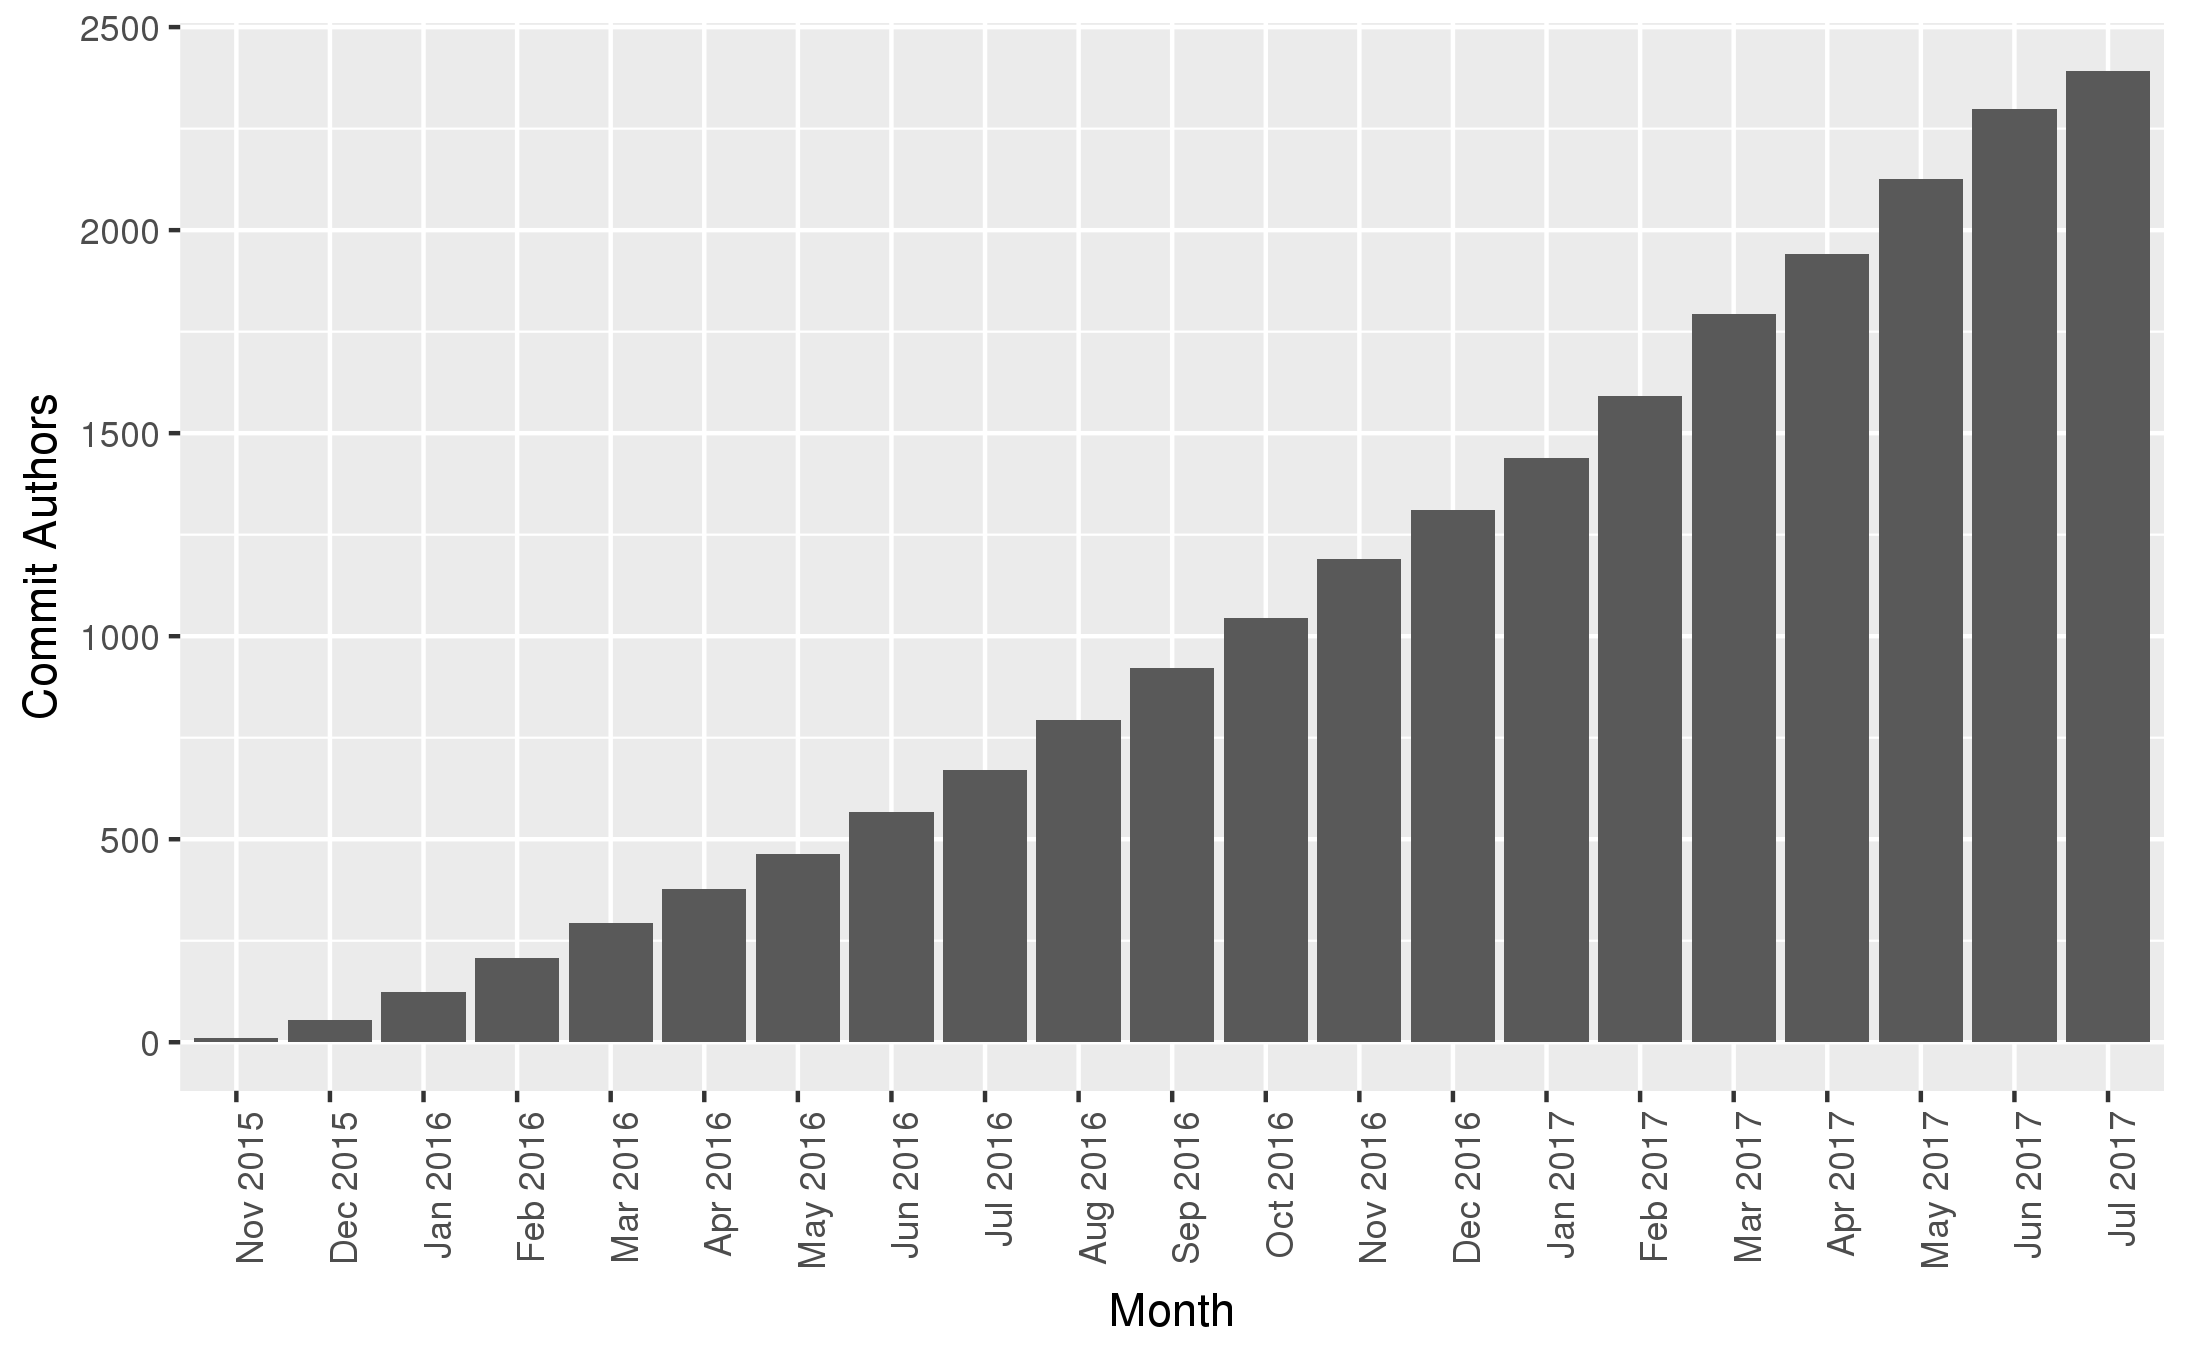 2500
2000
1500
1000
500
0
Commit Authors
Nov 2015
Dec 2015
Jan 2016
Feb 2016
Mar 2016
Apr 2016
May 2016
Jun 2016
Jul 2016
Aug 2016
Sep 2016
Oct 2016
Nov 2016
Dec 2016
Jan 2017
Feb 2017
Mar 2017
Apr 2017
May 2017
Jun 2017
Jul 2017
Month